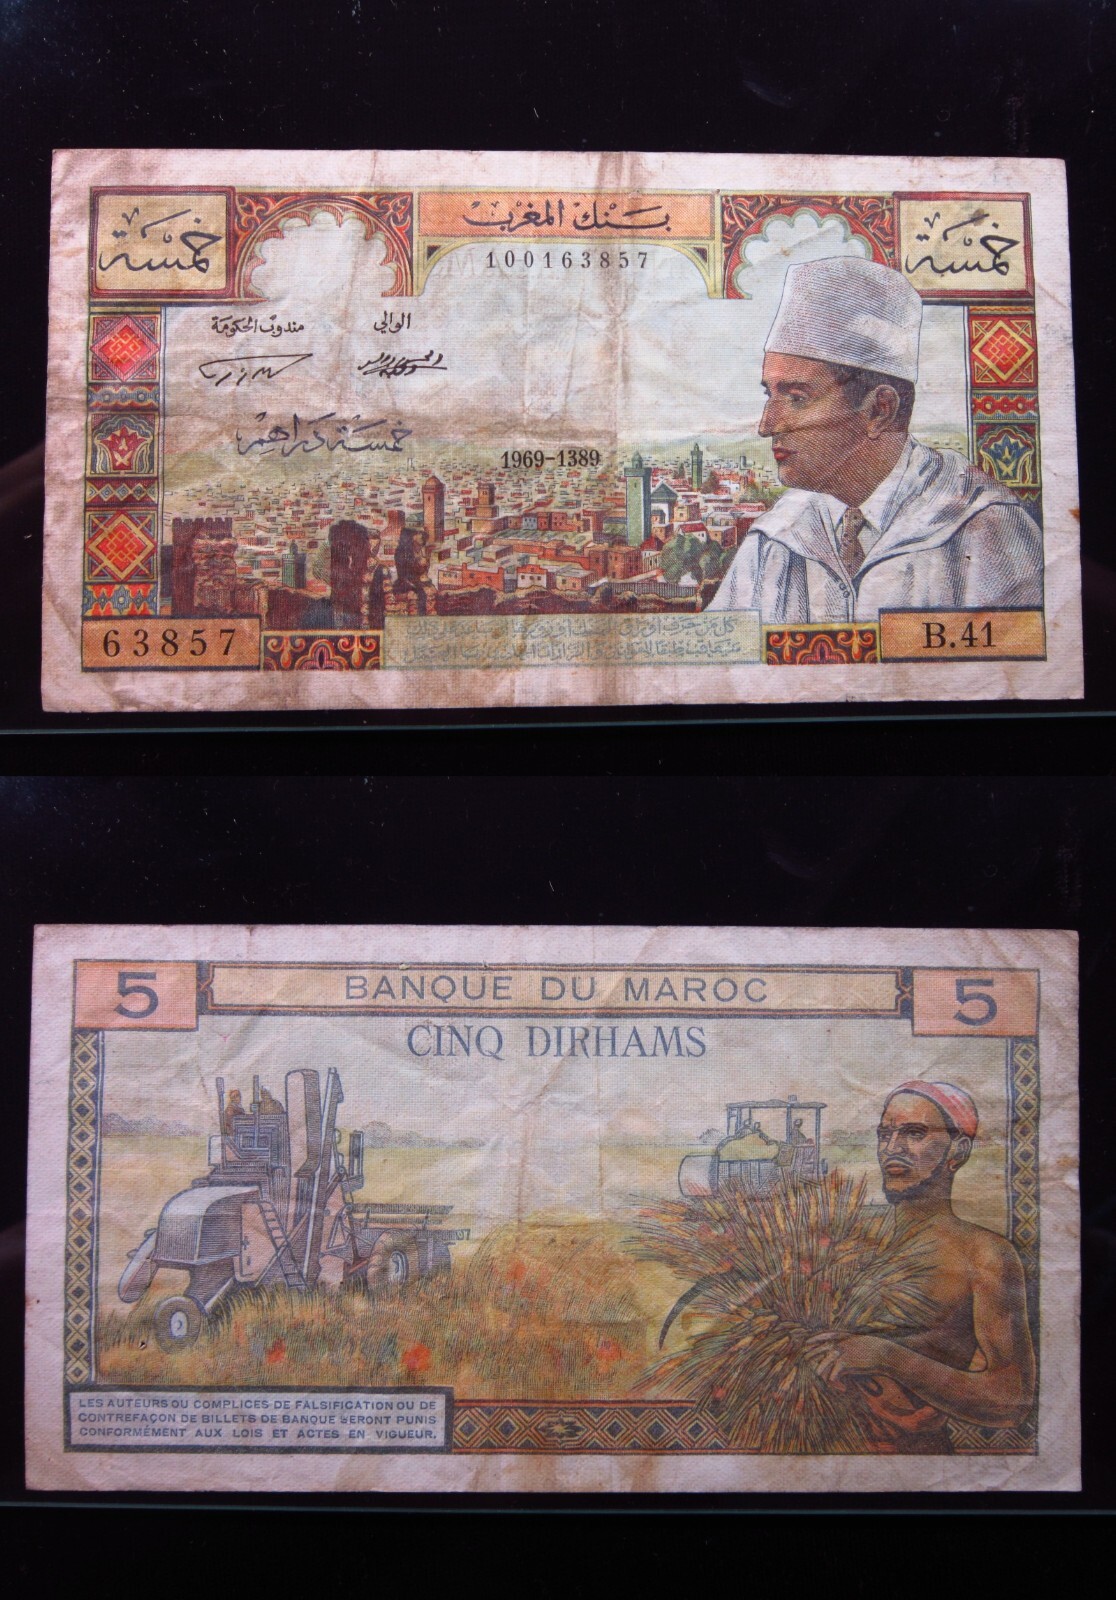 خمسة
بنك المغرب
خمسة
100163857
مندوب الحكومة
الوالي
خمسة دراهم
1969-1389
63857
B.41
5
BANQUE DU MAROC
5
CINQ DIRHAMS
LES AUTEURS OU COMPLICES DE FALSIFICATION OU DE
CONTREFAÇON DE BILLETS DE BANQUE SERONT PUNIS
CONFORMÉMENT AUX LOIS ET ACTES EN VIGUEUR.